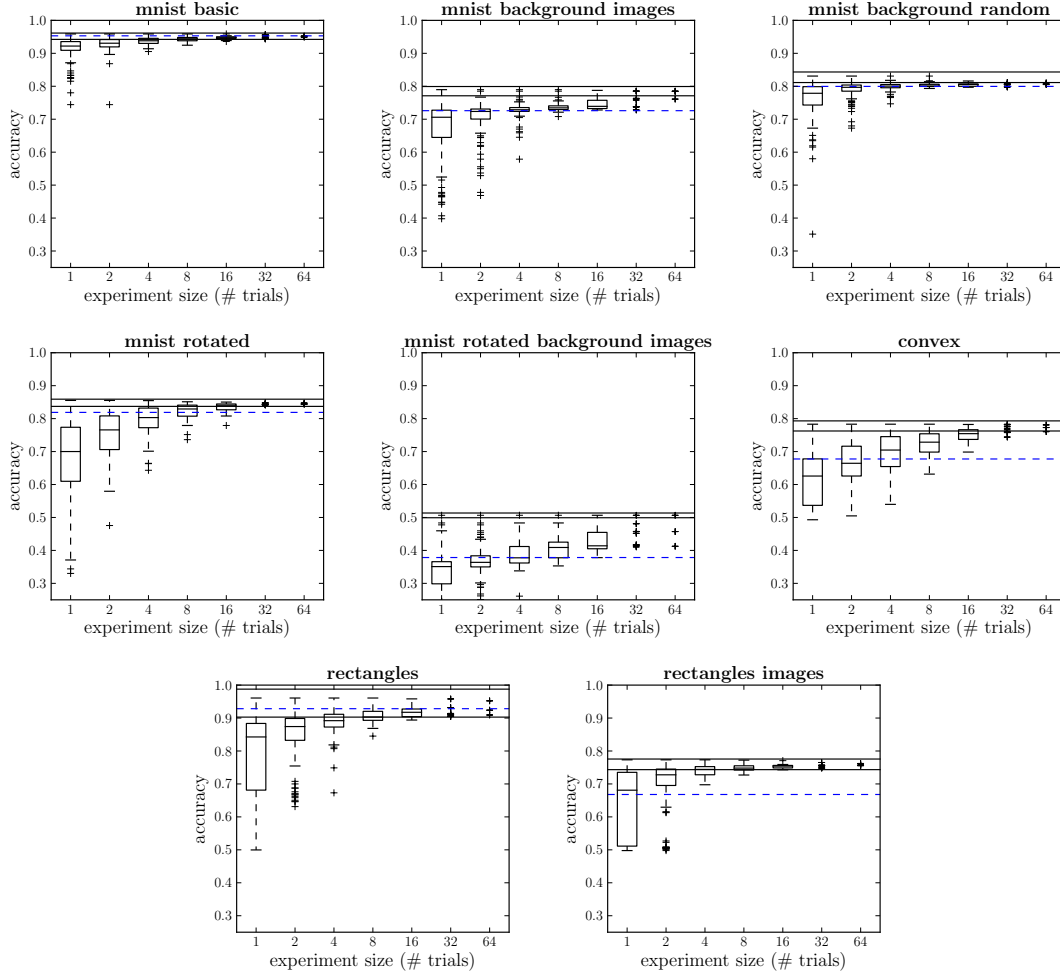 mnist basic
accuracy
1.0
0.9
0.8
0.7
0.6
0.5
0.4
0.3
1 2 4 8 16 32 64
experiment size (# trials)
mnist background images
accuracy
1.0
0.9
0.8
0.7
0.6
0.5
0.4
0.3
1 2 4 8 16 32 64
experiment size (# trials)
mnist background random
accuracy
1.0
0.9
0.8
0.7
0.6
0.5
0.4
0.3
1 2 4 8 16 32 64
experiment size (# trials)
mnist rotated
accuracy
1.0
0.9
0.8
0.7
0.6
0.5
0.4
0.3
1 2 4 8 16 32 64
experiment size (# trials)
mnist rotated background images
accuracy
1.0
0.9
0.8
0.7
0.6
0.5
0.4
0.3
1 2 4 8 16 32 64
experiment size (# trials)
convex
accuracy
1.0
0.9
0.8
0.7
0.6
0.5
0.4
0.3
1 2 4 8 16 32 64
experiment size (# trials)
rectangles
accuracy
1.0
0.9
0.8
0.7
0.6
0.5
0.4
0.3
1 2 4 8 16 32 64
experiment size (# trials)
rectangles images
accuracy
1.0
0.9
0.8
0.7
0.6
0.5
0.4
0.3
1 2 4 8 16 32 64
experiment size (# trials)